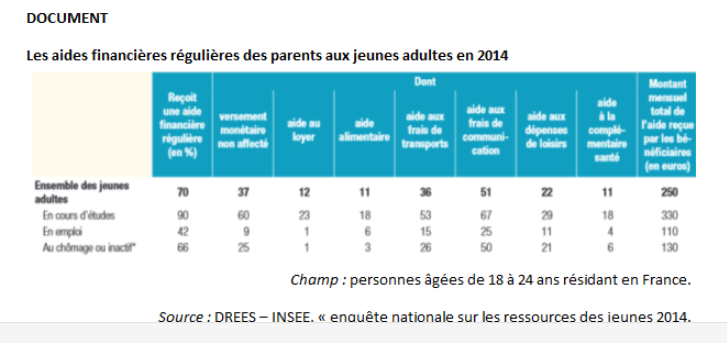 DOCUMENT
Les aides financières régulières des parents aux jeunes adultes en 2014
Dont
Reçoit une aide financière régulière (en %)
versement monétaire non affecté
aide au loyer
aide alimentaire
aide aux frais de transports
aide aux frais de communi-cation
aide aux dépenses de loisirs
aide à la complé-mentaire santé
Montant mensuel total de l'aide reçue par les bé-néficiaires (en euros)
Ensemble des jeunes adultes 70 37 12 11 36 51 22 11 250
En cours d'études 90 60 23 18 53 67 29 18 330
En emploi 42 9 1 6 15 25 11 4 110
Au chômage ou inactif* 66 25 1 3 26 50 21 6 130
Champ : personnes âgées de 18 à 24 ans résidant en France.
Source : DREES – INSEE. « enquête nationale sur les ressources des jeunes 2014.